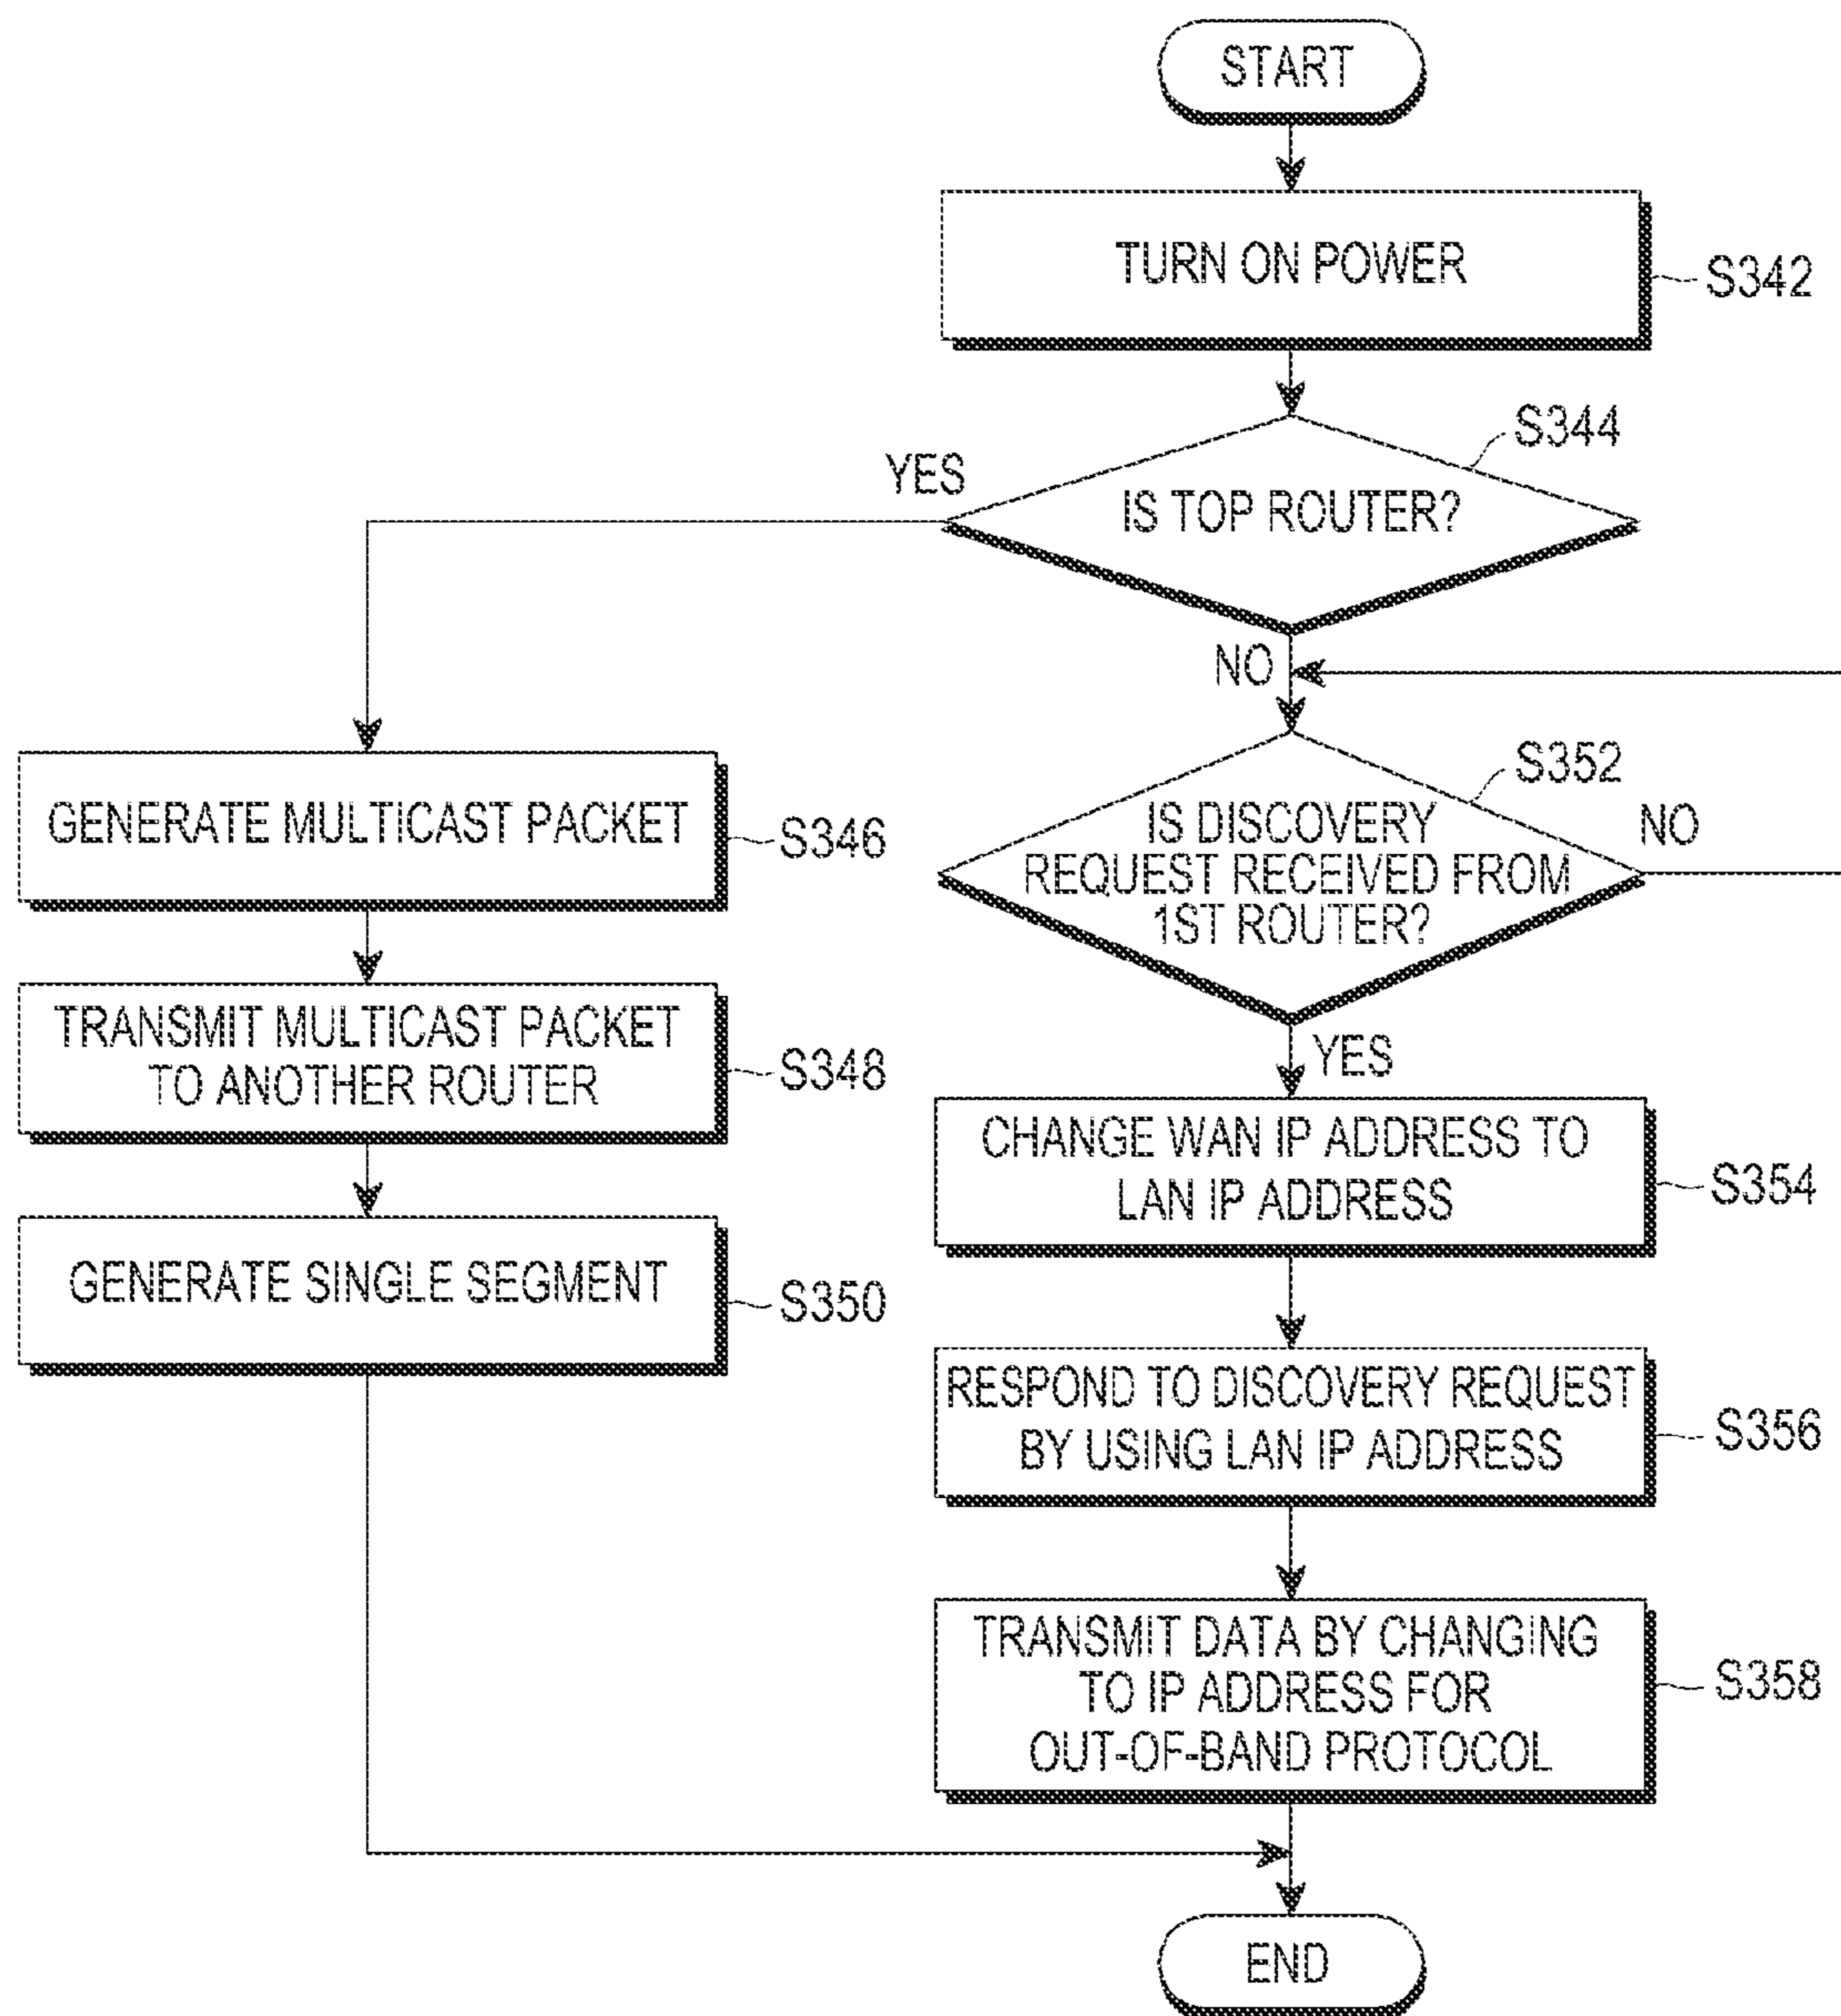 START
TURN ON POWER
S342
S344
IS TOP ROUTER?
YES
NO
GENERATE MULTICAST PACKET
S346
TRANSMIT MULTICAST PACKET
TO ANOTHER ROUTER
S348
GENERATE SINGLE SEGMENT
S350
S352
IS DISCOVERY
REQUEST RECEIVED FROM
1ST ROUTER?
NO
YES
CHANGE WAN IP ADDRESS TO
LAN IP ADDRESS
S354
RESPOND TO DISCOVERY REQUEST
BY USING LAN IP ADDRESS
S356
TRANSMIT DATA BY CHANGING
TO IP ADDRESS FOR
OUT-OF-BAND PROTOCOL
S358
END